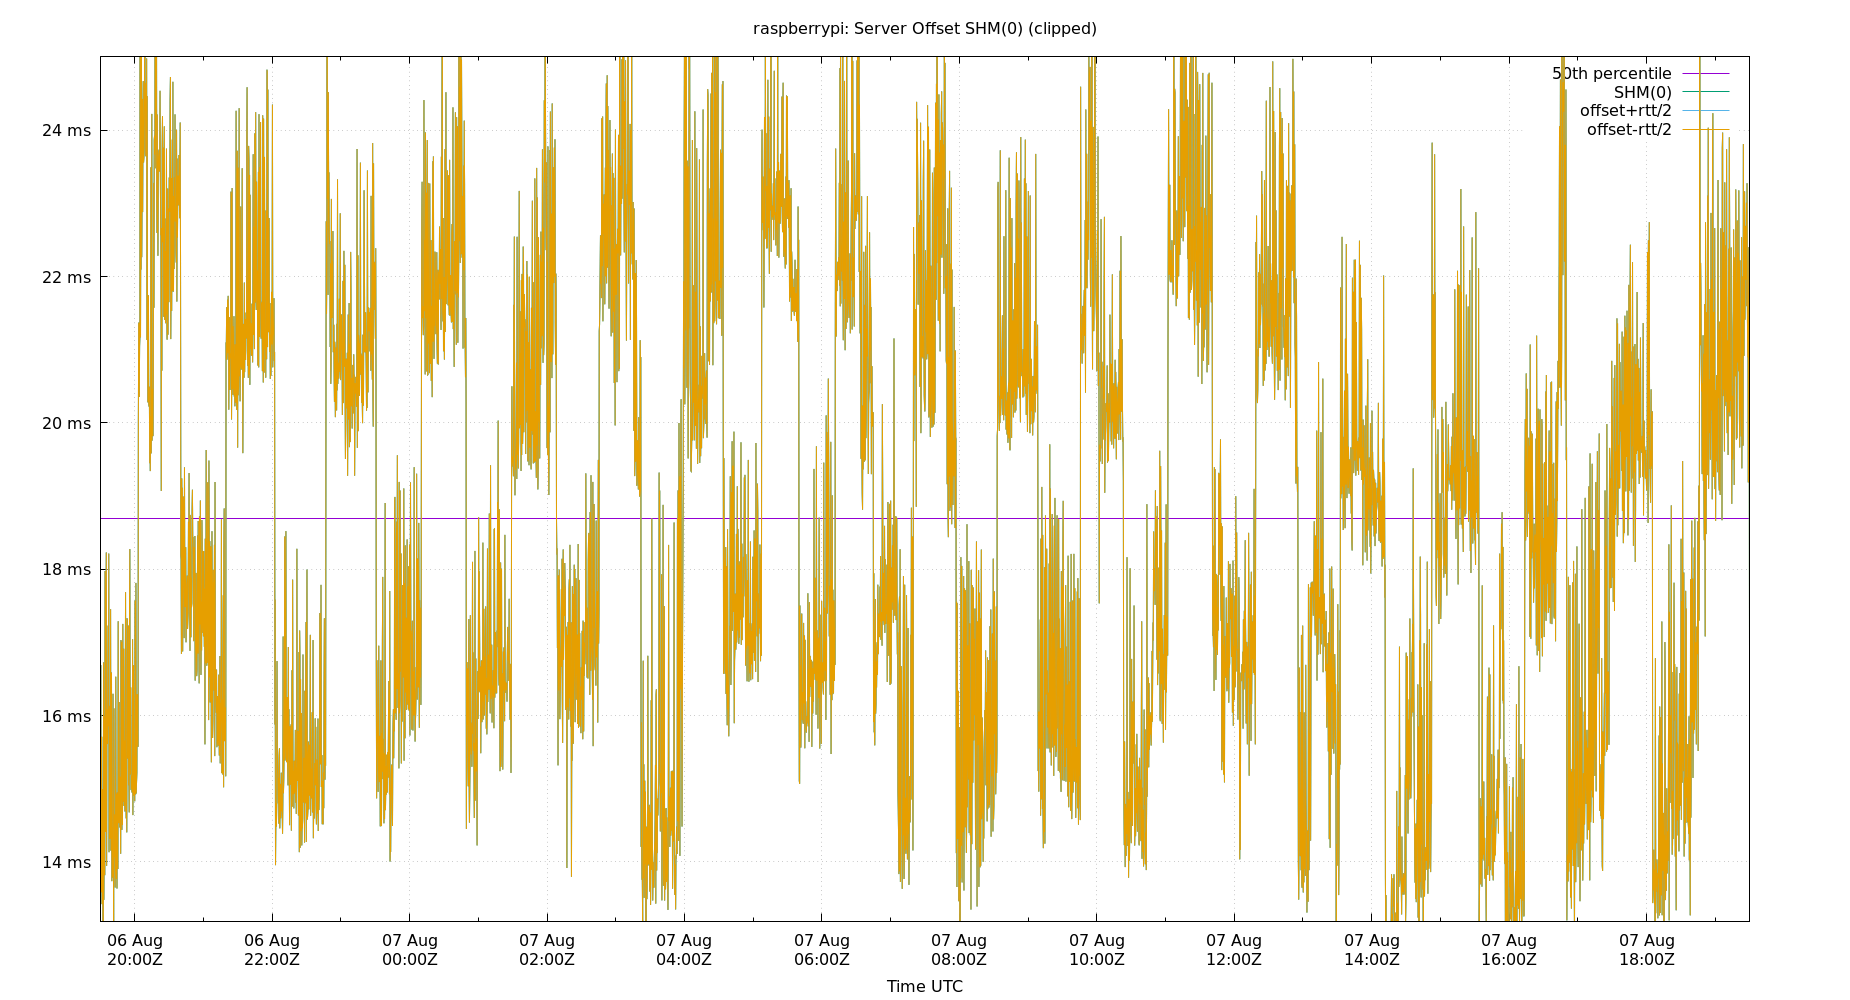 raspberrypi: Server Offset SHM(0) (clipped)
50th percentile
SHM(0)
offset+rtt/2
offset-rtt/2
24 ms
22 ms
20 ms
18 ms
16 ms
14 ms
06 Aug 06 Aug 07 Aug 07 Aug 07 Aug 07 Aug 07 Aug 07 Aug 07 Aug 07 Aug 07 Aug 07 Aug
20:00Z 22:00Z 00:00Z 02:00Z 04:00Z 06:00Z 08:00Z 10:00Z 12:00Z 14:00Z 16:00Z 18:00Z
Time UTC